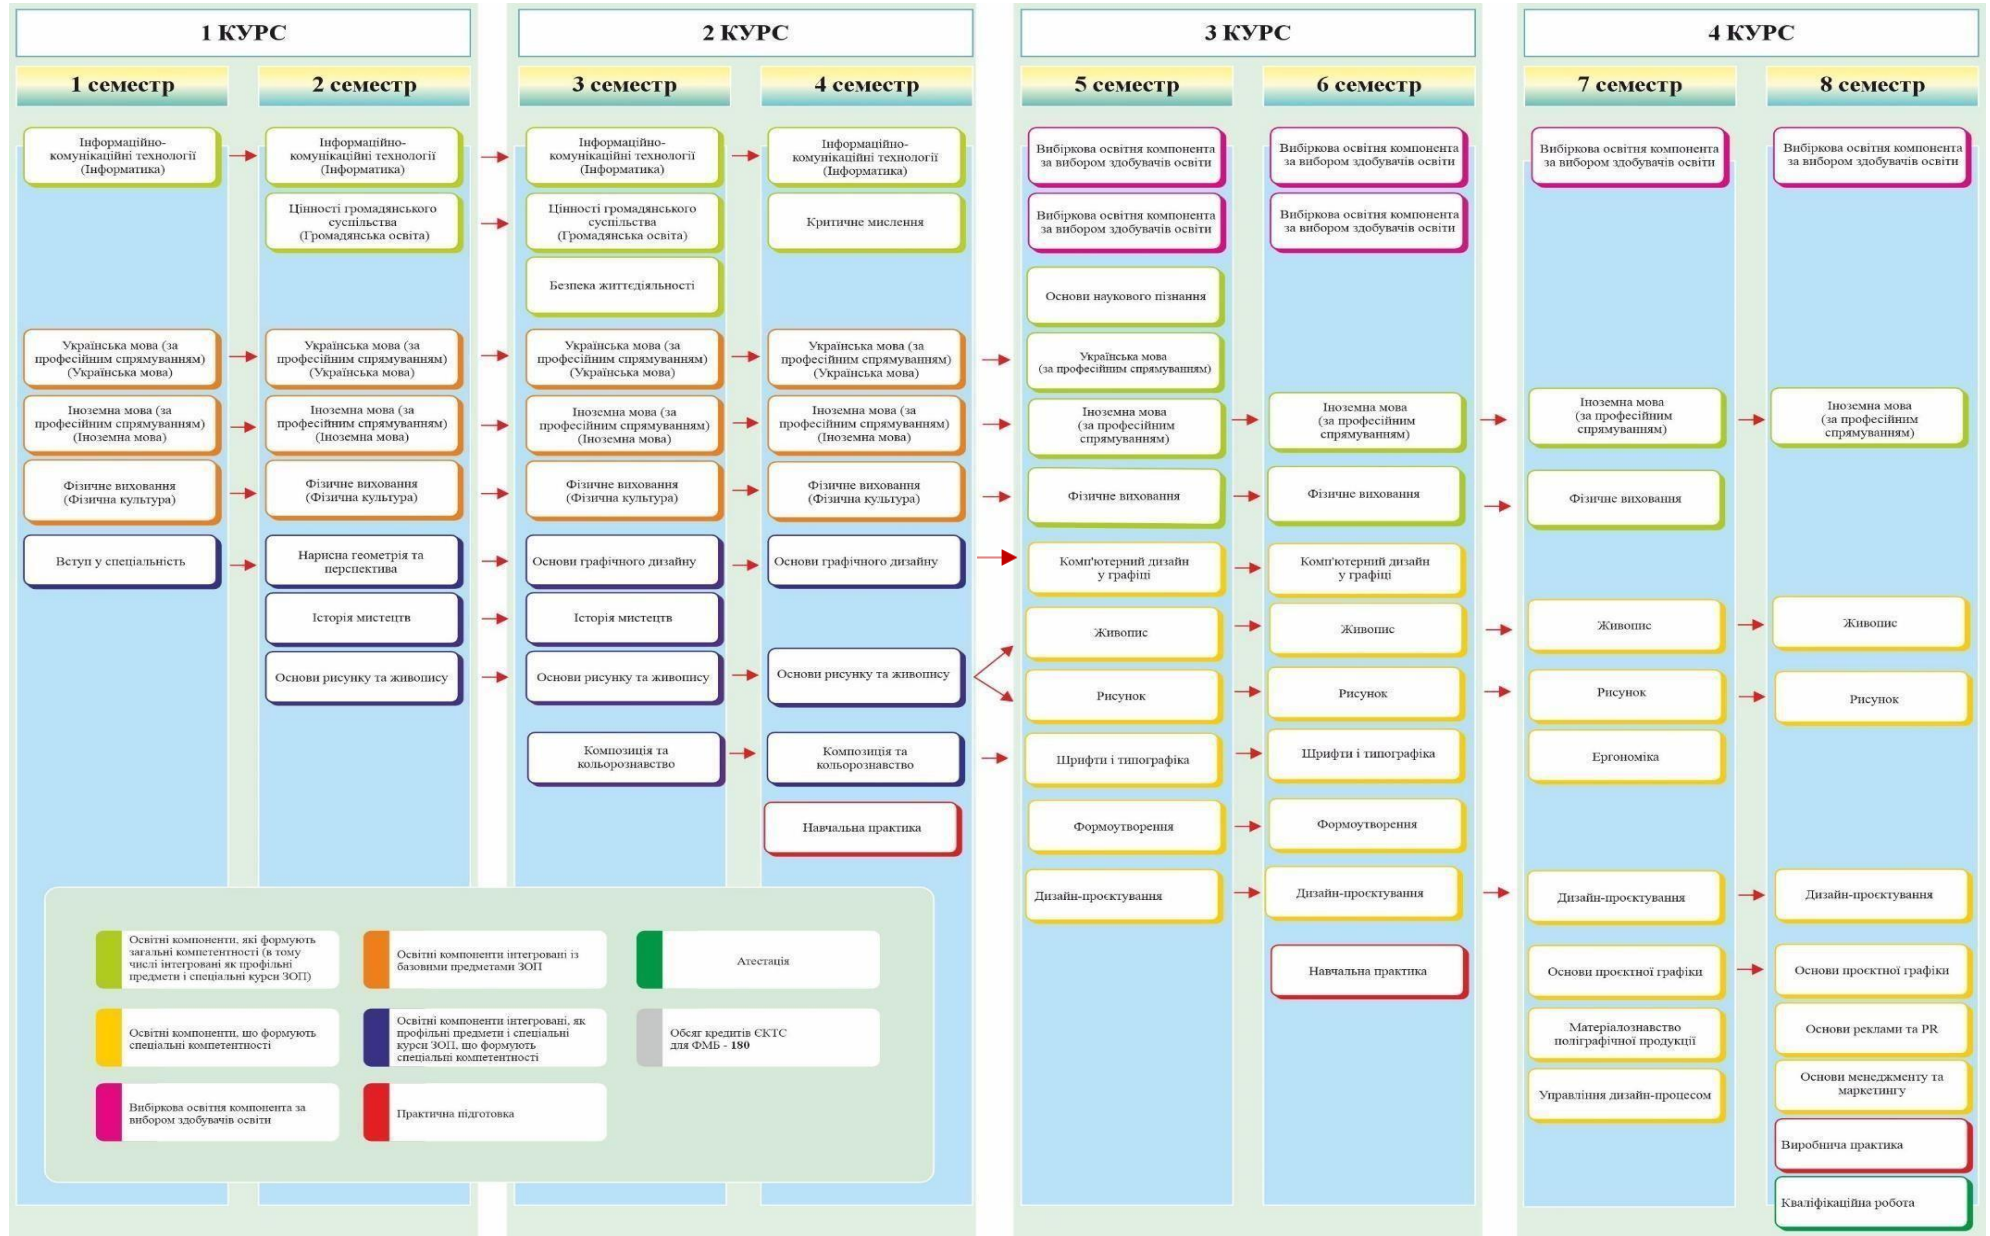 1 КУРС
2 КУРС
3 КУРС
4 КУРС
1 семестр
2 семестр
3 семестр
4 семестр
5 семестр
6 семестр
7 семестр
8 семестр
Інформаційно-
комунікаційні технології
(Інформатика)
Українська мова (за
професійним спрямуванням)
(Українська мова)
Іноземна мова (за
професійним спрямуванням)
(Іноземна мова)
Фізичне виховання
(Фізична культура)
Вступ у спеціальність
Інформаційно-
комунікаційні технології
(Інформатика)
Цінності громадянського
суспільства
(Громадянська освіта)
Українська мова (за
професійним спрямуванням)
(Українська мова)
Іноземна мова (за
професійним спрямуванням)
(Іноземна мова)
Фізичне виховання
(Фізична культура)
Нарисна геометрія та
перспектива
Історія мистецтв
Основи рисунку та живопису
Інформаційно-
комунікаційні технології
(Інформатика)
Цінності громадянського
суспільства
(Громадянська освіта)
Безпека життєдіяльності
Українська мова (за
професійним спрямуванням)
(Українська мова)
Іноземна мова (за
професійним спрямуванням)
(Іноземна мова)
Фізичне виховання
(Фізична культура)
Основи графічного дизайну
Історія мистецтв
Основи рисунку та живопису
Композиція та
кольорознавство
Інформаційно-
комунікаційні технології
(Інформатика)
Критичне мислення
Українська мова (за
професійним спрямуванням)
(Українська мова)
Іноземна мова (за
професійним спрямуванням)
(Іноземна мова)
Фізичне виховання
(Фізична культура)
Основи графічного дизайну
Основи рисунку та живопису
Композиція та
кольорознавство
Навчальна практика
Вибіркова освітня компонента
за вибором здобувачів освіти
Вибіркова освітня компонента
за вибором здобувачів освіти
Основи наукового пізнання
Українська мова
(за професійним спрямуванням)
Іноземна мова
(за професійним
спрямуванням)
Фізичне виховання
Комп'ютерний дизайн
у графіці
Живопис
Рисунок
Шрифти і типографіка
Формоутворення
Дизайн-проєктування
Вибіркова освітня компонента
за вибором здобувачів освіти
Вибіркова освітня компонента
за вибором здобувачів освіти
Іноземна мова
(за професійним
спрямуванням)
Фізичне виховання
Комп'ютерний дизайн
у графіці
Живопис
Рисунок
Шрифти і типографіка
Формоутворення
Дизайн-проєктування
Навчальна практика
Вибіркова освітня компонента
за вибором здобувачів освіти
Іноземна мова
(за професійним
спрямуванням)
Фізичне виховання
Живопис
Рисунок
Ергономіка
Дизайн-проєктування
Основи проєктної графіки
Матеріалознавство
поліграфічної продукції
Управління дизайн-процесом
Вибіркова освітня компонента
за вибором здобувачів освіти
Іноземна мова
(за професійним
спрямуванням)
Живопис
Рисунок
Дизайн-проєктування
Основи проєктної графіки
Основи реклами та PR
Основи менеджменту та
маркетингу
Виробнича практика
Кваліфікаційна робота
Освітні компоненти, які формують
загальні компетентності (в тому
числі інтегровані як профільні
предмети і спеціальні курси ЗОП)
Освітні компоненти інтегровані із
базовими предметами ЗОП
Атестація
Освітні компоненти, що формують
спеціальні компетентності
Освітні компоненти інтегровані, як
профільні предмети і спеціальні
курси ЗОП, що формують
спеціальні компетентності
Обсяг кредитів ЄКТС
для ФМБ - 180
Вибіркова освітня компонента за
вибором здобувачів освіти
Практична підготовка